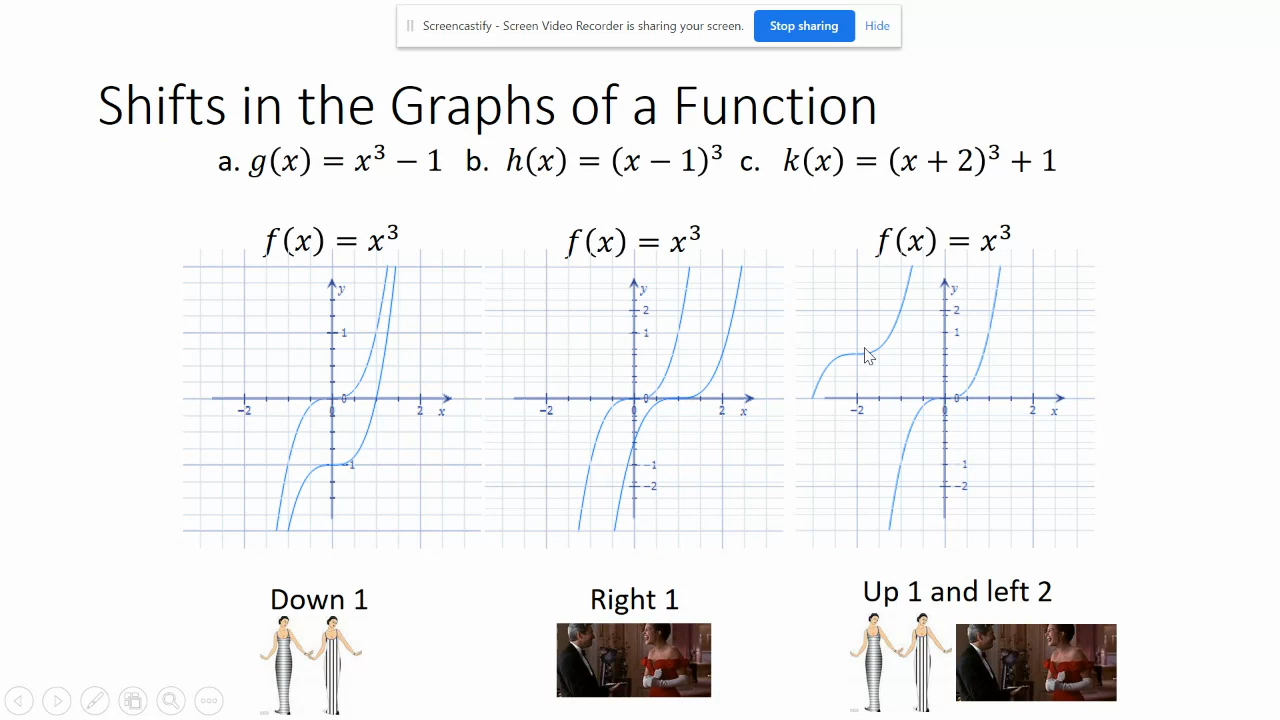 Screencastify - Screen Video Recorder is sharing your screen. Stop sharing Hide
Shifts in the Graphs of a Function
a. g(x) = x³ − 1 b. h(x) = (x − 1)³ c. k(x) = (x + 2)³ + 1
f(x) = x³
f(x) = x³
f(x) = x³
y
1
0
−2
2
x
−1
y
2
1
0
−2
0
2
x
−1
−2
y
2
1
0
−2
0
2
x
−1
−2
Down 1
Right 1
Up 1 and left 2